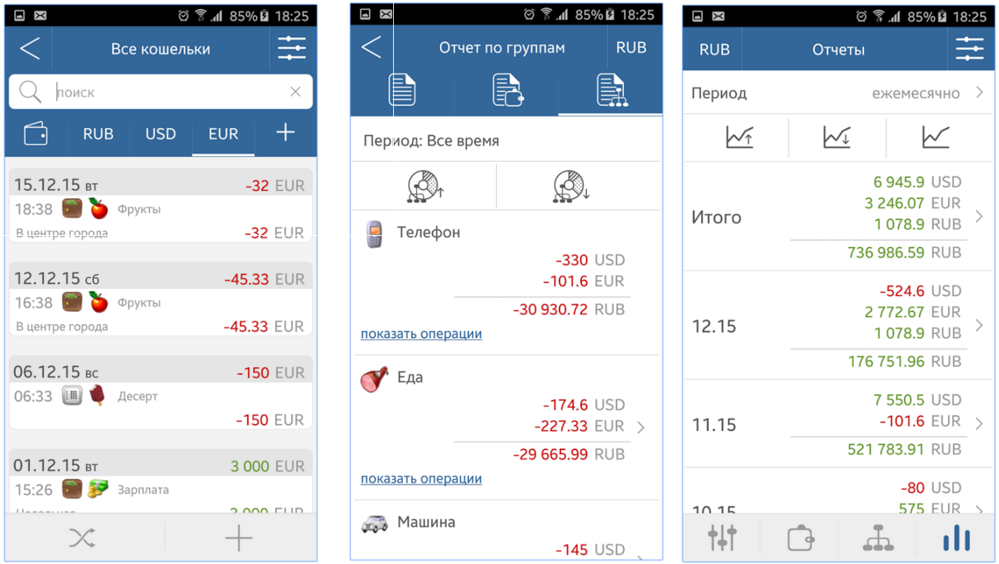 85% 18:25
Все кошельки
поиск
RUB USD EUR
15.12.15 вт -32 EUR
18:38 Фрукты
В центре города -32 EUR
12.12.15 сб -45.33 EUR
16:38 Фрукты
В центре города -45.33 EUR
06.12.15 вс -150 EUR
06:33 Десерт
-150 EUR
01.12.15 вт 3 000 EUR
15:26 Зарплата
3 000 EUR
85% 18:25
Отчет по группам RUB
Период: Все время
Телефон
-330 USD
-101.6 EUR
-30 930.72 RUB
показать операции
Еда
-174.6 USD
-227.33 EUR
-29 665.99 RUB
показать операции
Машина
-145 USD
85% 18:25
RUB Отчеты
Период ежемесячно
6 945.9 USD
3 246.07 EUR
Итого
1 078.9 RUB
736 986.59 RUB
-524.6 USD
2 772.67 EUR
12.15
1 078.9 RUB
176 751.96 RUB
7 550.5 USD
-101.6 EUR
11.15
521 783.91 RUB
-80 USD
575 EUR
10.15